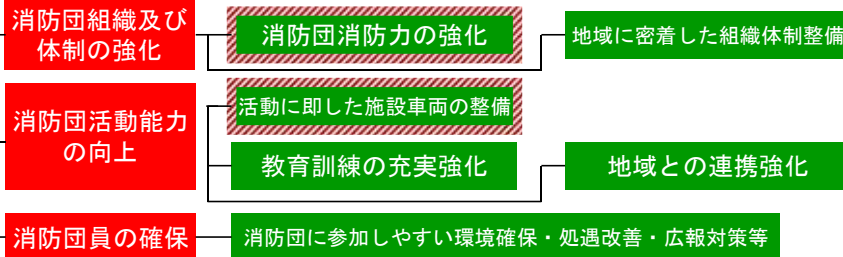 消防団組織及び
体制の強化
消防団消防力の強化
地域に密着した組織体制整備
消防団活動能力
の向上
活動に即した施設車両の整備
教育訓練の充実強化
地域との連携強化
消防団員の確保
消防団に参加しやすい環境確保・処遇改善・広報対策等